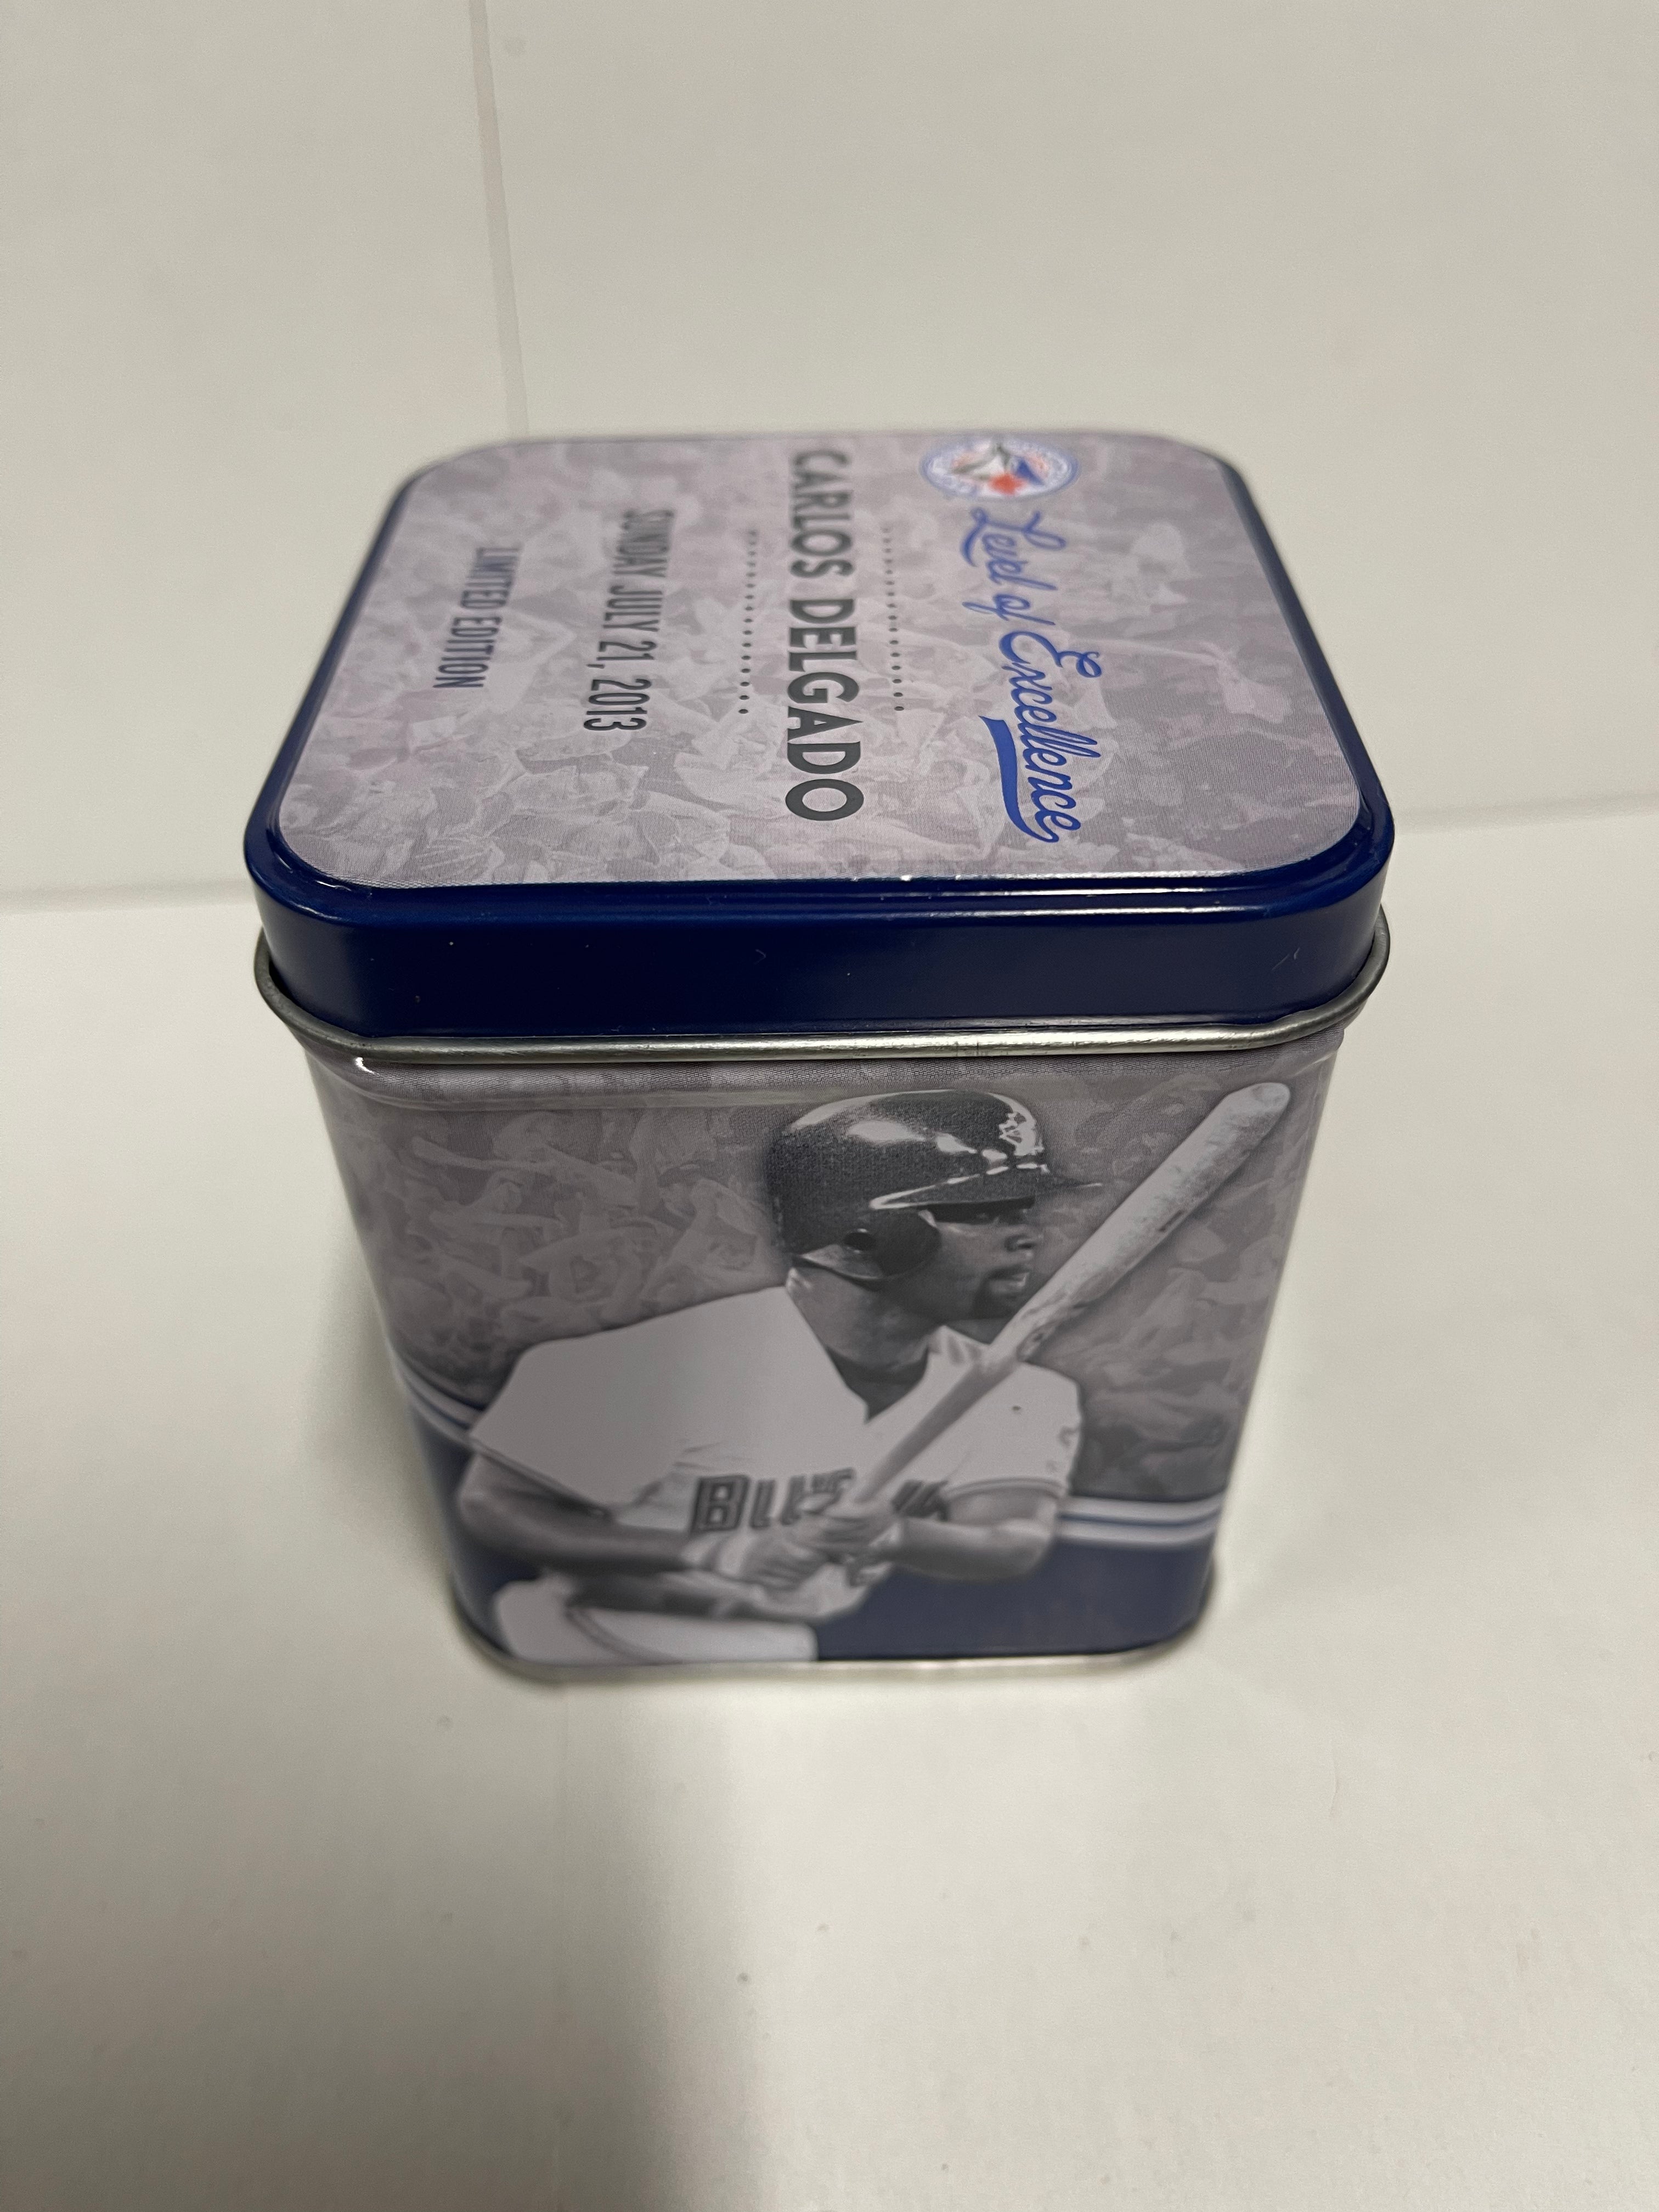 Level of Excellence
CARLOS DELGADO
SUNDAY JULY 21, 2013
LIMITED EDITION